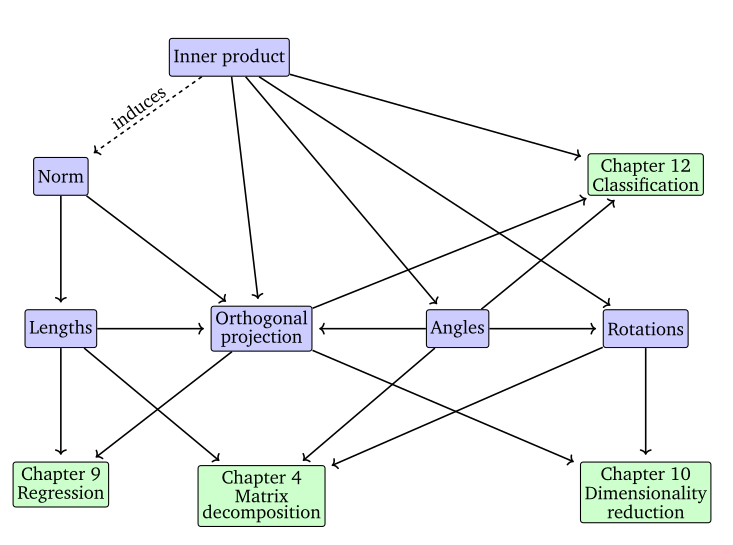 Inner product
induces
Norm
Chapter 12
Classification
Lengths
Orthogonal
projection
Angles
Rotations
Chapter 9
Regression
Chapter 4
Matrix
decomposition
Chapter 10
Dimensionality
reduction